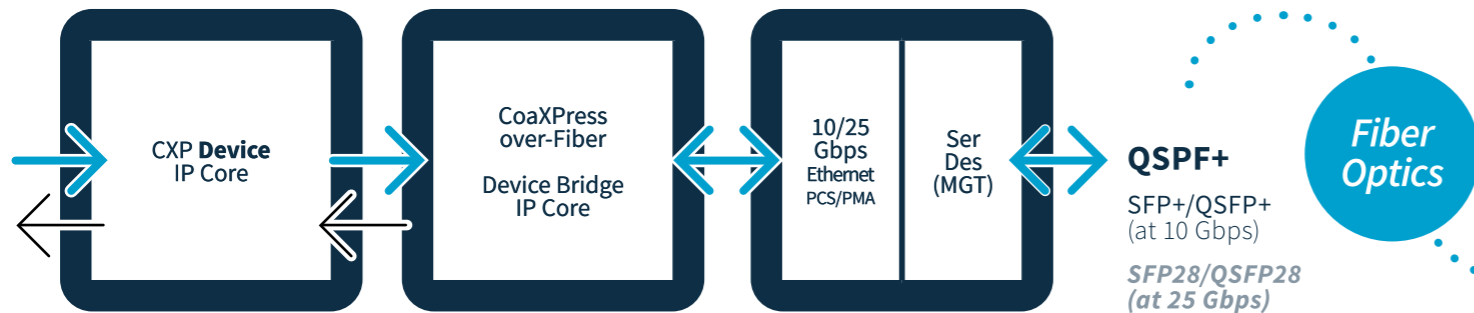 CXP Device
IP Core
CoaXPress
over-Fiber
Device Bridge
IP Core
10/25
Gbps
Ethernet
PCS/PMA
Ser
Des
(MGT)
QSPF+
SFP+/QSFP+
(at 10 Gbps)
SFP28/QSFP28
(at 25 Gbps)
Fiber
Optics